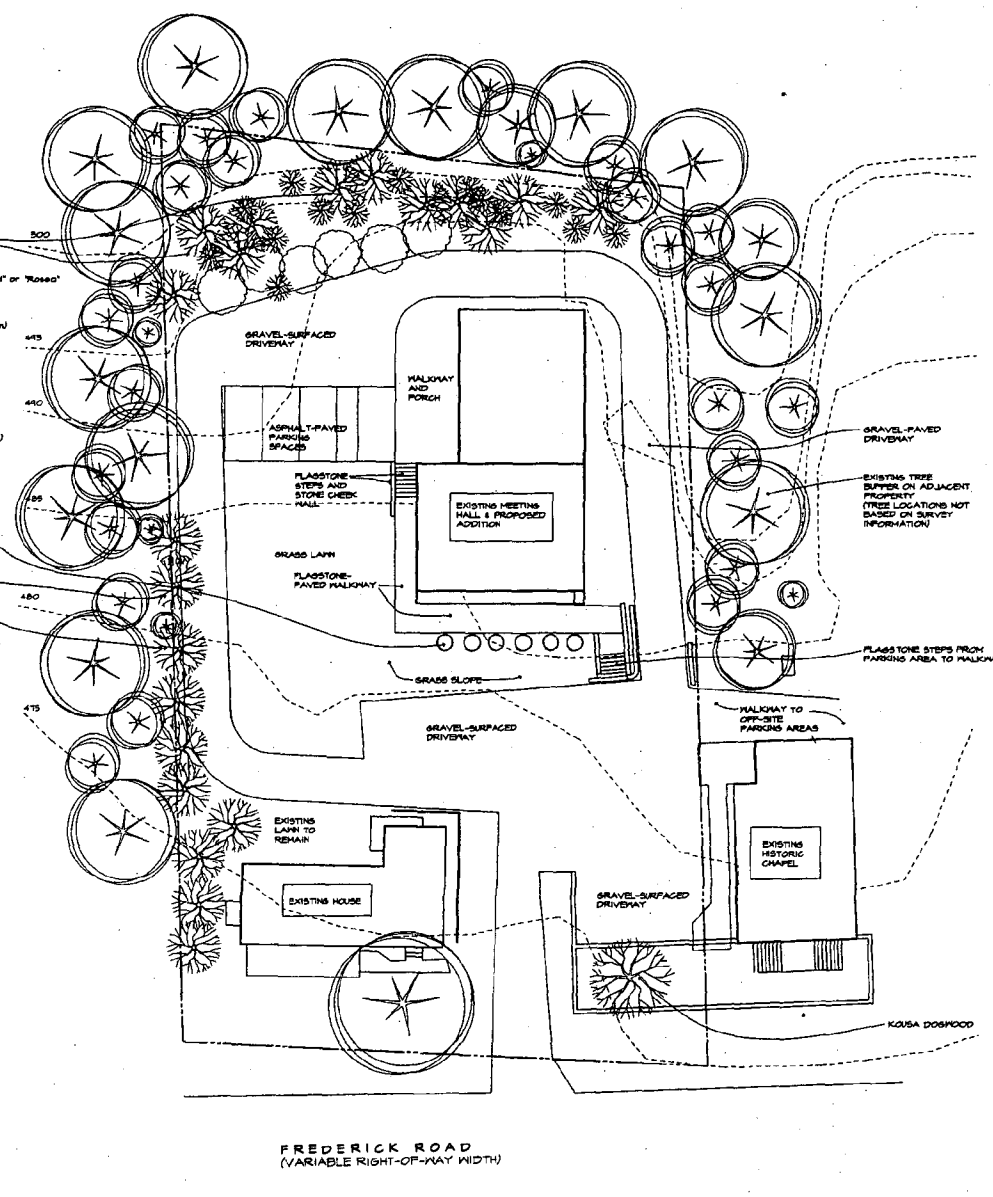 500
" or "Rosea"
495
490
485
480
475
GRAVEL-SURFACED
DRIVEWAY
WALKWAY
AND
PORCH
ASPHALT-PAVED
PARKING
SPACES
GRAVEL-PAVED
DRIVEWAY
FLAGSTONE
STEPS AND
STONE CHEEK
WALL
EXISTING TREE
BUFFER ON ADJACENT
PROPERTY
(TREE LOCATIONS NOT
BASED ON SURVEY
INFORMATION)
EXISTING MEETING
HALL & PROPOSED
ADDITION
GRASS LAWN
FLAGSTONE-
PAVED WALKWAY
GRASS SLOPE
FLAGSTONE STEPS FROM
PARKING AREA TO WALKWA
GRAVEL-SURFACED
DRIVEWAY
WALKWAY TO
OFF-SITE
PARKING AREAS
EXISTING
LAWN TO
REMAIN
EXISTING
HISTORIC
CHAPEL
EXISTING HOUSE
GRAVEL-SURFACED
DRIVEWAY
KOUSA DOGWOOD
FREDERICK ROAD
(VARIABLE RIGHT-OF-WAY WIDTH)